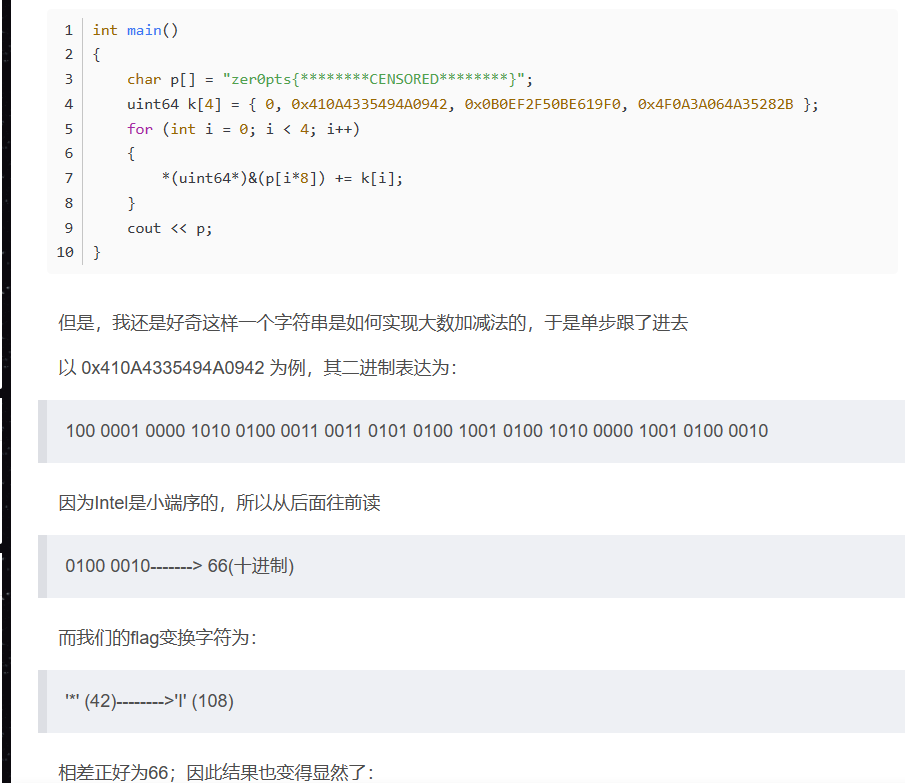 1 int main()
2 {
3 char p[] = "zer0pts{********CENSORED********}";
4 uint64 k[4] = { 0, 0x410A4335494A0942, 0x0B0EF2F50BE619F0, 0x4F0A3A064A35282B };
5 for (int i = 0; i < 4; i++)
6 {
7 *(uint64*)&(p[i*8]) += k[i];
8 }
9 cout << p;
10 }
但是，我还是好奇这样一个字符串是如何实现大数加减法的，于是单步跟了进去
以 0x410A4335494A0942 为例，其二进制表达为：
100 0001 0000 1010 0100 0011 0011 0101 0100 1001 0100 1010 0000 1001 0100 0010
因为Intel是小端序的，所以从后面往前读
0100 0010-------> 66(十进制)
而我们的flag变换字符为：
'*' (42)-------->'l' (108)
相差正好为66；因此结果也变得显然了：